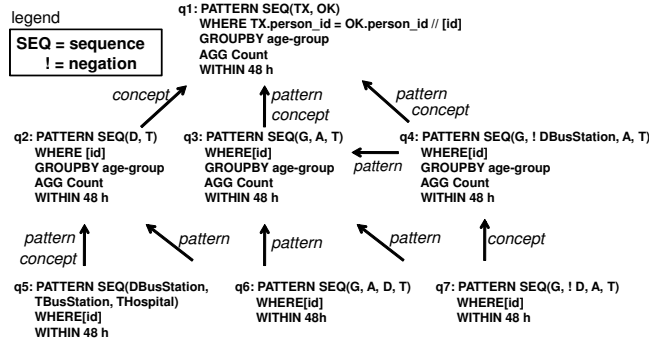 legend
SEQ = sequence
! = negation
q1: PATTERN SEQ(TX, OK)
WHERE TX.person_id = OK.person_id // [id]
GROUPBY age-group
AGG Count
WITHIN 48 h
concept
pattern
concept
pattern
concept
q2: PATTERN SEQ(D, T)
WHERE [id]
GROUPBY age-group
AGG Count
WITHIN 48 h
q3: PATTERN SEQ(G, A, T)
WHERE[id]
GROUPBY age-group
AGG Count
WITHIN 48 h
pattern
q4: PATTERN SEQ(G, ! DBusStation, A, T)
WHERE[id]
GROUPBY age-group
AGG Count
WITHIN 48 h
pattern
concept
pattern
pattern
pattern
concept
q5: PATTERN SEQ(DBusStation,
TBusStation, THospital)
WHERE[id]
WITHIN 48 h
q6: PATTERN SEQ(G, A, D, T)
WHERE[id]
WITHIN 48h
q7: PATTERN SEQ(G, ! D, A, T)
WHERE[id]
WITHIN 48 h